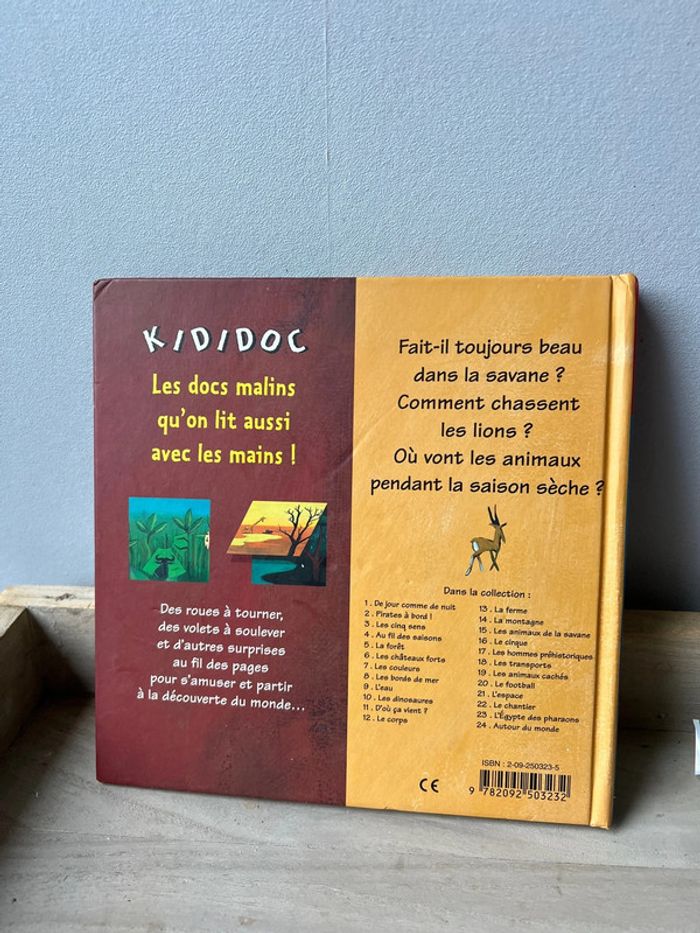 KIDIDOC
Les docs malins
qu'on lit aussi
avec les mains !
Des roues à tourner,
des volets à soulever
et d'autres surprises
au fil des pages
pour s'amuser et partir
à la découverte du monde...
Fait-il toujours beau
dans la savane ?
Comment chassent
les lions ?
Où vont les animaux
pendant la saison sèche ?
Dans la collection :
1 . De jour comme de nuit
2 . Pirates à bord !
3 . Les cinq sens
4 . Au fil des saisons
5 . La forêt
6 . Les châteaux forts
7 . Les couleurs
8 . Les bords de mer
9 . L'eau
10 . Les dinosaures
11 . D'où ça vient ?
12 . Le corps
13 . La ferme
14 . La montagne
15 . Les animaux de la savane
16 . Le cirque
17 . Les hommes préhistoriques
18 . Les transports
19 . Les animaux cachés
20 . Le football
21 . L'espace
22 . Le chantier
23 . L'Égypte des pharaons
24 . Autour du monde
ISBN : 2-09-250323-5
CE
9 782092 503232